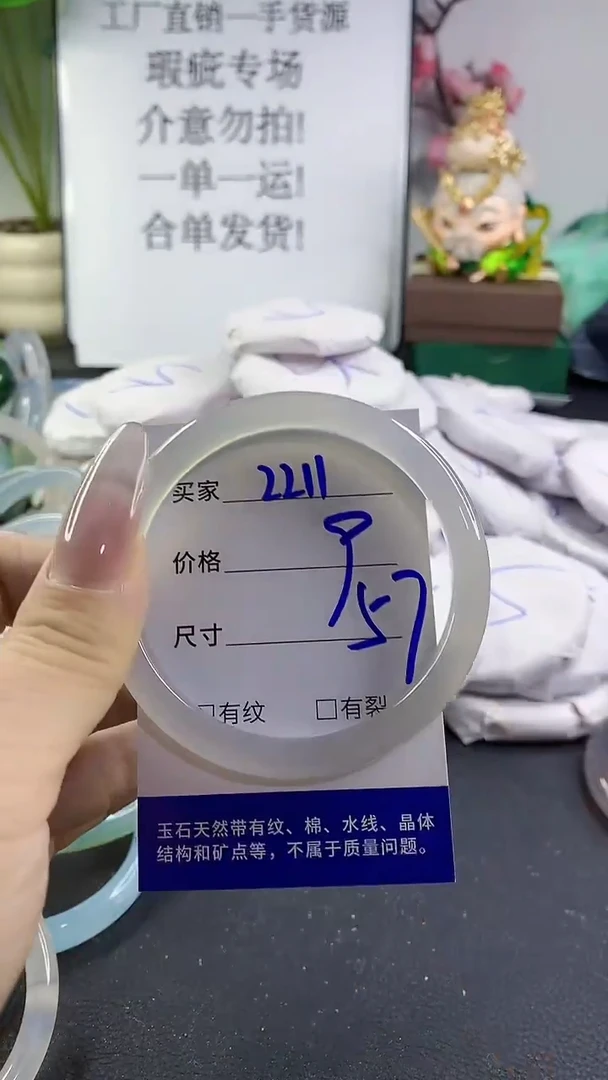 工厂直销一手货源
瑕疵专场
介意勿拍!
一单一运!
合单发货!
买家 2211
价格
尺寸 57
□有纹 □有裂
玉石天然带有纹、棉、水线、晶体
结构和矿点等，不属于质量问题。